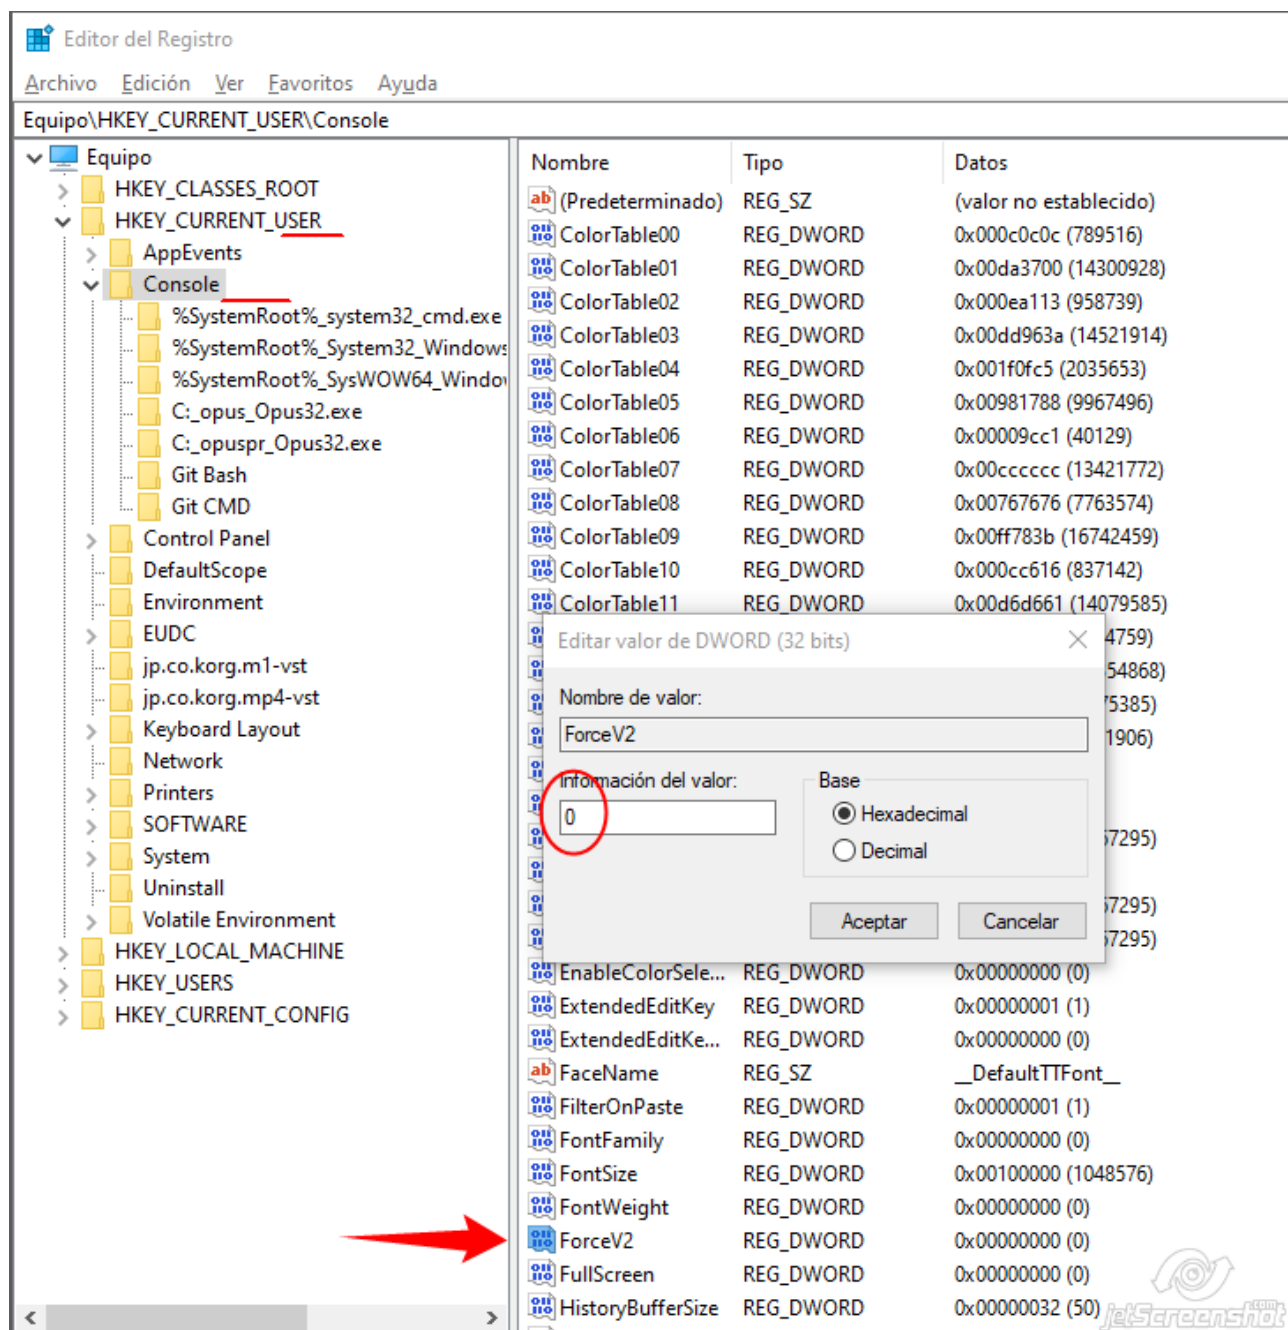 Editor del Registro
Archivo Edición Ver Favoritos Ayuda
Equipo\HKEY_CURRENT_USER\Console
Equipo
HKEY_CLASSES_ROOT
HKEY_CURRENT_USER
AppEvents
Console
%SystemRoot%_system32_cmd.exe
%SystemRoot%_System32_Windows
%SystemRoot%_SysWOW64_Windo
C:_opus_Opus32.exe
C:_opuspr_Opus32.exe
Git Bash
Git CMD
Control Panel
DefaultScope
Environment
EUDC
jp.co.korg.m1-vst
jp.co.korg.mp4-vst
Keyboard Layout
Network
Printers
SOFTWARE
System
Uninstall
Volatile Environment
HKEY_LOCAL_MACHINE
HKEY_USERS
HKEY_CURRENT_CONFIG
Nombre Tipo Datos
(Predeterminado) REG_SZ (valor no establecido)
ColorTable00 REG_DWORD 0x000c0c0c (789516)
ColorTable01 REG_DWORD 0x00da3700 (14300928)
ColorTable02 REG_DWORD 0x000ea113 (958739)
ColorTable03 REG_DWORD 0x00dd963a (14521914)
ColorTable04 REG_DWORD 0x001f0fc5 (2035653)
ColorTable05 REG_DWORD 0x00981788 (9967496)
ColorTable06 REG_DWORD 0x00009cc1 (40129)
ColorTable07 REG_DWORD 0x00cccccc (13421772)
ColorTable08 REG_DWORD 0x00767676 (7763574)
ColorTable09 REG_DWORD 0x00ff783b (16742459)
ColorTable10 REG_DWORD 0x000cc616 (837142)
ColorTable11 REG_DWORD 0x00d6d661 (14079585)
4759)
54868)
75385)
1906)
57295)
57295)
57295)
Editar valor de DWORD (32 bits)
Nombre de valor:
ForceV2
Información del valor:
0
Base
Hexadecimal
Decimal
Aceptar Cancelar
EnableColorSele... REG_DWORD 0x00000000 (0)
ExtendedEditKey REG_DWORD 0x00000001 (1)
ExtendedEditKe... REG_DWORD 0x00000000 (0)
FaceName REG_SZ __DefaultTTFont__
FilterOnPaste REG_DWORD 0x00000001 (1)
FontFamily REG_DWORD 0x00000000 (0)
FontSize REG_DWORD 0x00100000 (1048576)
FontWeight REG_DWORD 0x00000000 (0)
ForceV2 REG_DWORD 0x00000000 (0)
FullScreen REG_DWORD 0x00000000 (0)
HistoryBufferSize REG_DWORD 0x00000032 (50)
jetScreenshot.com